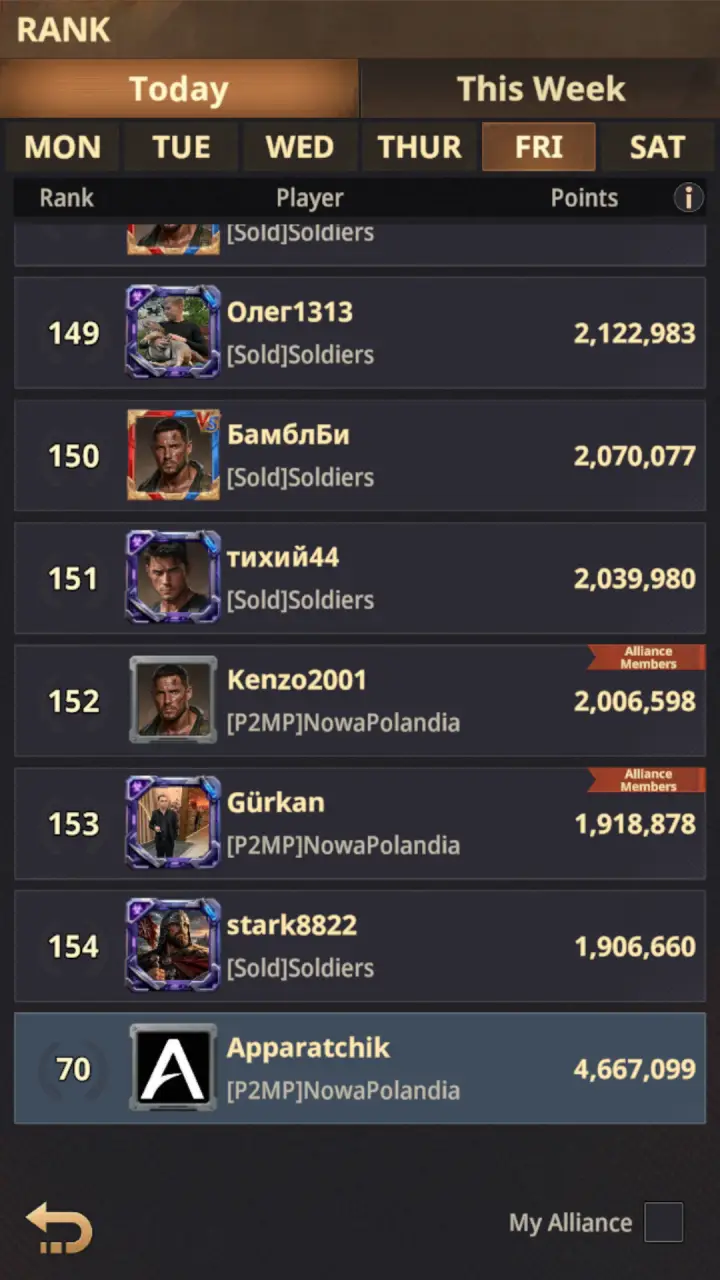 RANK
Today
This Week
MON
TUE
WED
THUR
FRI
SAT
Rank
Player
Points
[Sold]Soldiers
149
Олег1313
[Sold]Soldiers
2,122,983
150
VS
БамблБи
[Sold]Soldiers
2,070,077
151
тихий44
[Sold]Soldiers
2,039,980
Alliance
Members
152
Kenzo2001
[P2MP]NowaPolandia
2,006,598
Alliance
Members
153
Gürkan
[P2MP]NowaPolandia
1,918,878
154
stark8822
[Sold]Soldiers
1,906,660
70
Apparatchik
[P2MP]NowaPolandia
4,667,099
My Alliance